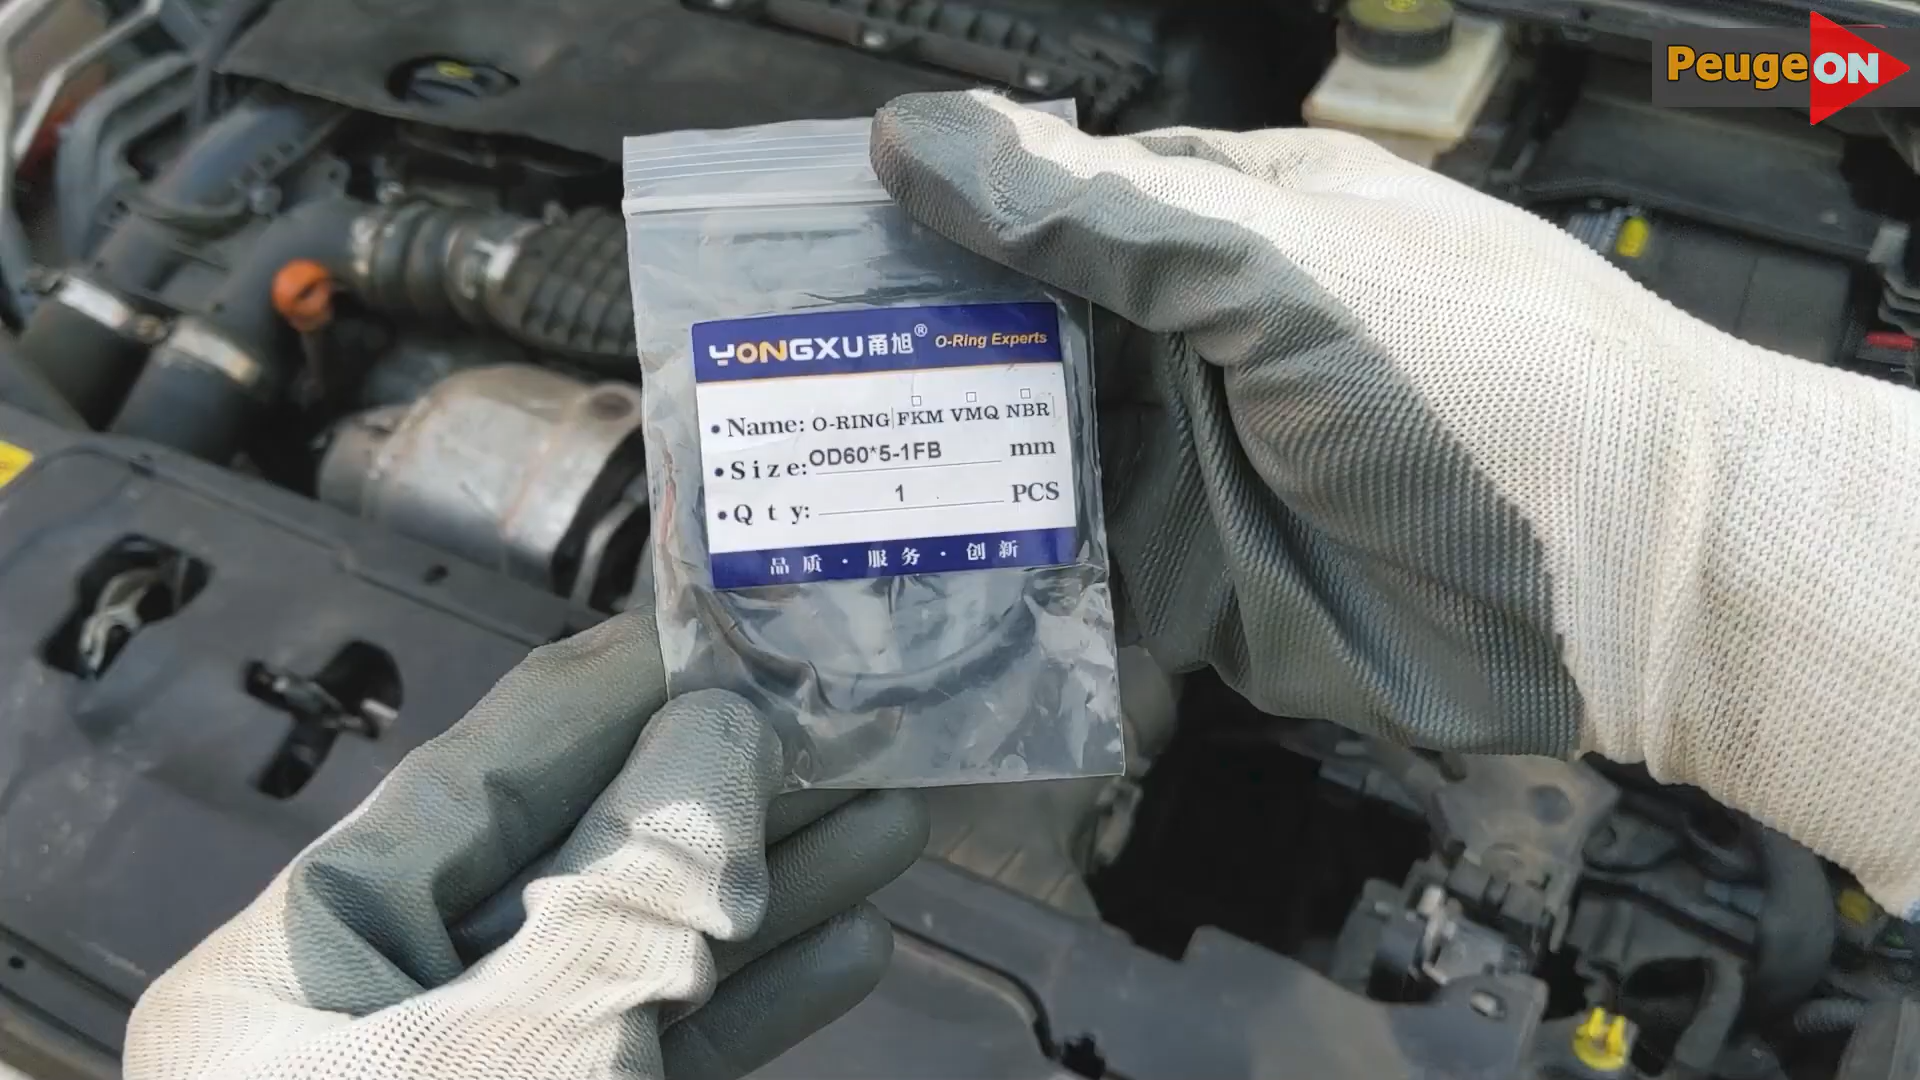 PeugeON
YONGXU甬旭® O-Ring Experts
• Name: O-RING □FKM □VMQ □NBR
• Size: OD60*5-1FB mm
• Qty: 1 PCS
品质·服务·创新